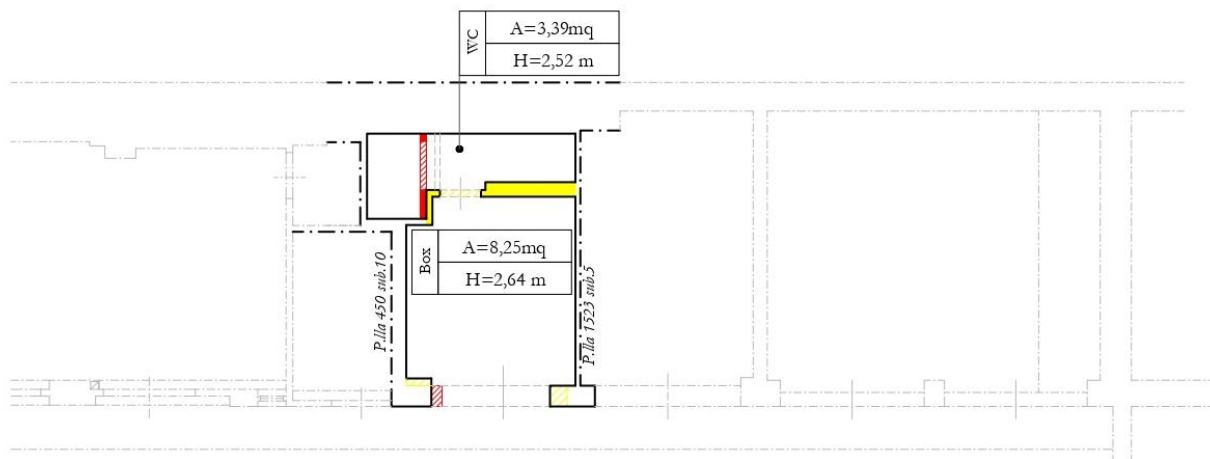 WC
A=3,39mq
H=2,52 m
Box
A=8,25mq
H=2,64 m
P.lla 450 sub.10
P.lla 1523 sub.5